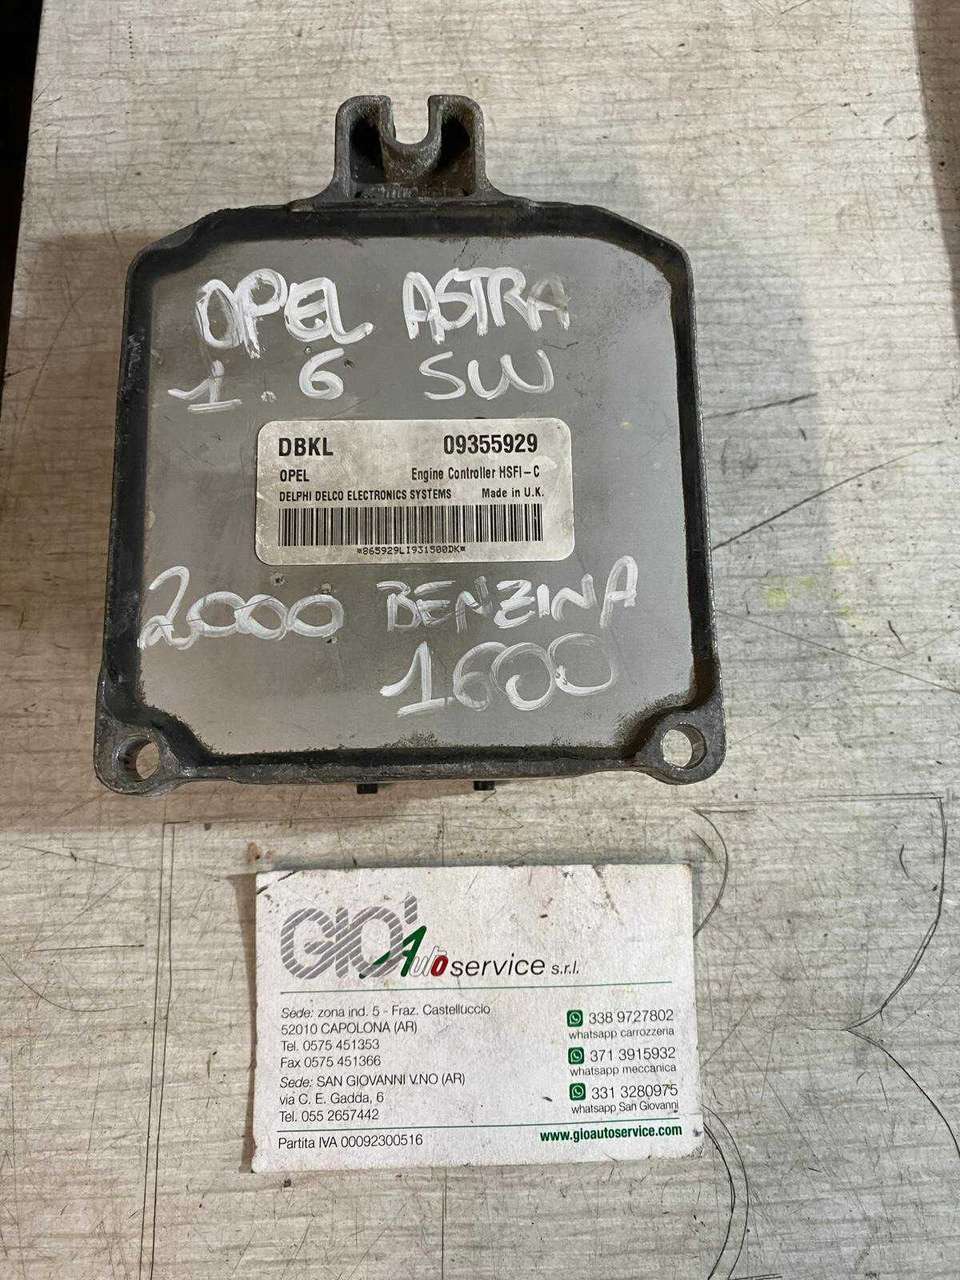 OPEL ASTRA
1.6 SW
DBKL 09355929
OPEL Engine Controller HSFI-C
DELPHI DELCO ELECTRONICS SYSTEMS Made in U.K.
*865929LI931500DK*
2000 BENZINA
1600
GIO' Autoservice s.r.l.
Sede: zona ind. 5 - Fraz. Castelluccio
52010 CAPOLONA (AR)
Tel. 0575 451353
Fax 0575 451366
Sede: SAN GIOVANNI V.NO (AR)
via C. E. Gadda, 6
Tel. 055 2657442
Partita IVA 00092300516
338 9727802
whatsapp carrozzeria
371 3915932
whatsapp meccanica
331 3280975
whatsapp San Giovanni
www.gioautoservice.com